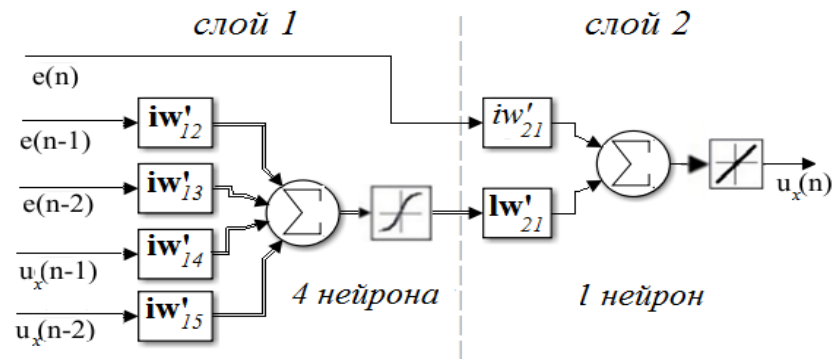 слой 1
слой 2
e(n)
iw'12
e(n-1)
iw'13
e(n-2)
iw'14
ux(n-1)
iw'15
ux(n-2)
Σ
4 нейрона
iw'21
lw'21
Σ
ux(n)
1 нейрон